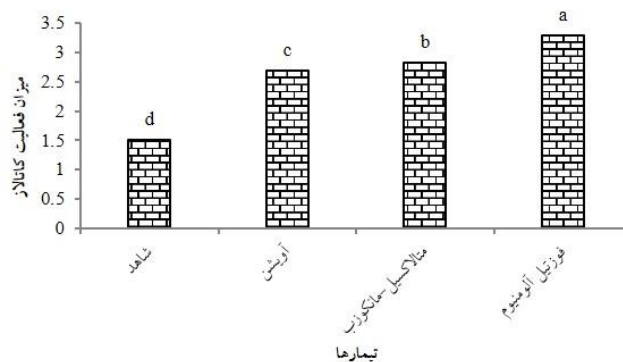 میزان فعالیت کاتالاز
3.5
3
2.5
2
1.5
1
0.5
0
d
c
b
a
شاهد
آویشن
متالاکسیل-مانکوزب
فوزتیل آلومنیوم
تیمارها